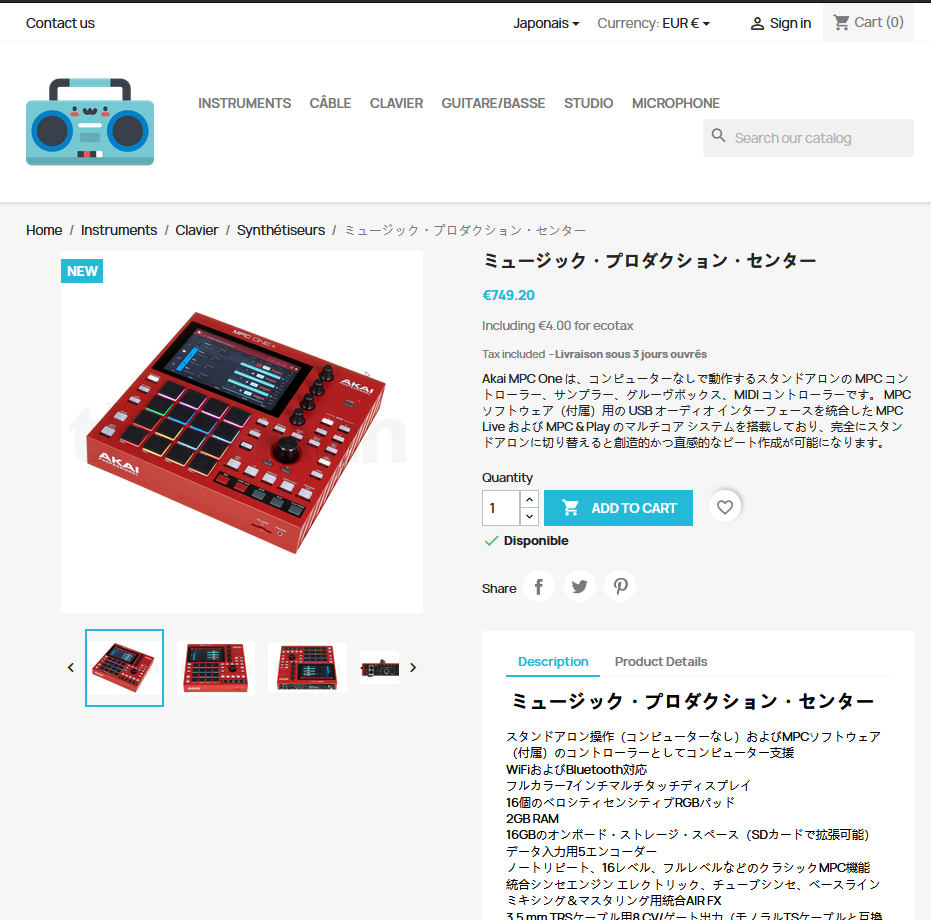 Contact us
Japonais
Currency: EUR €
Sign in
Cart (0)
INSTRUMENTS
CÂBLE
CLAVIER
GUITARE/BASSE
STUDIO
MICROPHONE
Search our catalog
Home / Instruments / Clavier / Synthétiseurs / ミュージック・プロダクション・センター
NEW
MPC ONE+
AKAI
AKAI
ミュージック・プロダクション・センター
€749.20
Including €4.00 for ecotax
Tax included - Livraison sous 3 jours ouvrés
Akai MPC One は、コンピューターなしで動作するスタンドアロンの MPC コン
トローラー、サンプラー、グルーヴボックス、MIDI コントローラーです。 MPC
ソフトウェア（付属）用の USB オーディオ インターフェースを統合した MPC
Live および MPC & Play のマルチコア システムを搭載しており、完全にスタン
ドアロンに切り替えると創造的かつ直感的なビート作成が可能になります。
Quantity
1
ADD TO CART
Disponible
Share
Description
Product Details
ミュージック・プロダクション・センター
スタンドアロン操作（コンピューターなし）およびMPCソフトウェア
（付属）のコントローラーとしてコンピューター支援
WiFiおよびBluetooth対応
フルカラー7インチマルチタッチディスプレイ
16個のベロシティセンシティブRGBパッド
2GB RAM
16GBのオンボード・ストレージ・スペース（SDカードで拡張可能）
データ入力用5エンコーダー
ノートリピート、16レベル、フルレベルなどのクラシックMPC機能
統合シンセエンジン エレクトリック、チューブシンセ、ベースライン
ミキシング＆マスタリング用統合AIR FX
3.5 mm TRSケーブル用8 CV/ゲート出力（モノラルTSケーブルと互換